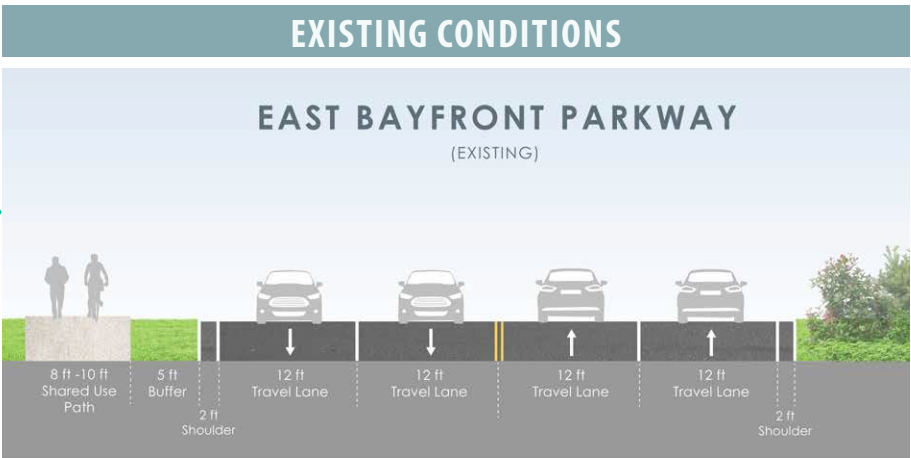 EXISTING CONDITIONS
EAST BAYFRONT PARKWAY
(EXISTING)
8 ft -10 ft
Shared Use
Path
5 ft
Buffer
2 ft
Shoulder
12 ft
Travel Lane
12 ft
Travel Lane
12 ft
Travel Lane
12 ft
Travel Lane
2 ft
Shoulder